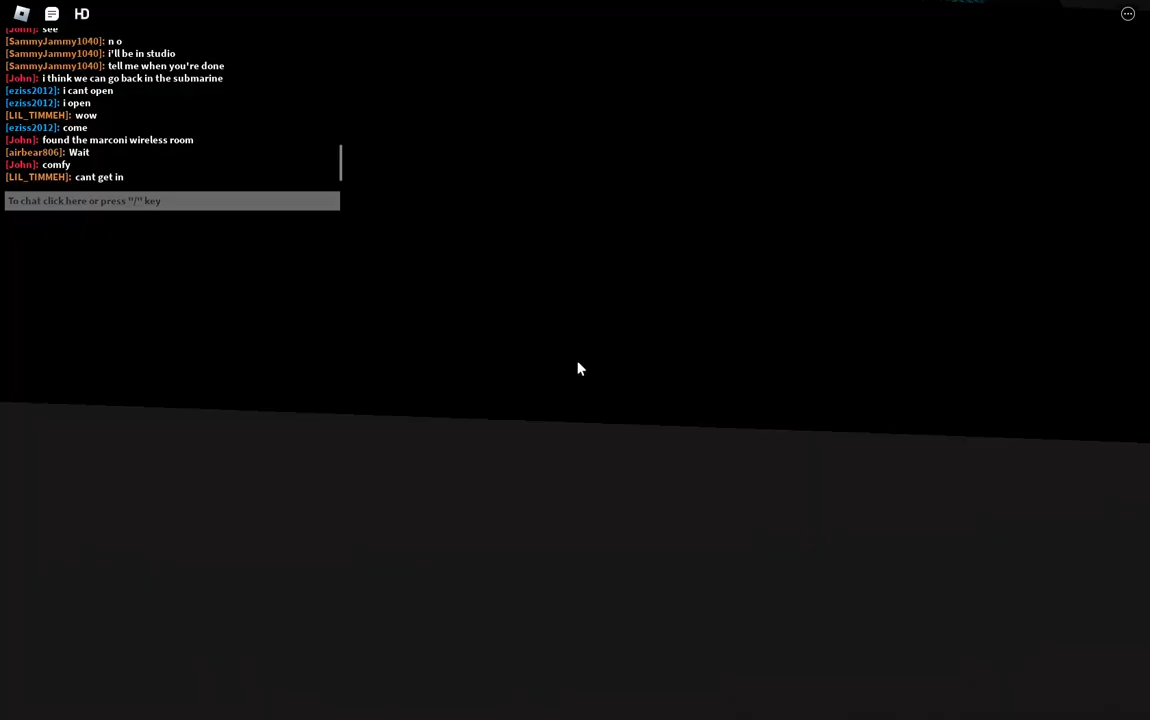 HD
[John]: see
[SammyJammy1040]: n o
[SammyJammy1040]: i'll be in studio
[SammyJammy1040]: tell me when you're done
[John]: i think we can go back in the submarine
[eziss2012]: i cant open
[eziss2012]: i open
[LIL_TIMMEH]: wow
[eziss2012]: come
[John]: found the marconi wireless room
[airbear806]: Wait
[John]: comfy
[LIL_TIMMEH]: cant get in
To chat click here or press "/" key